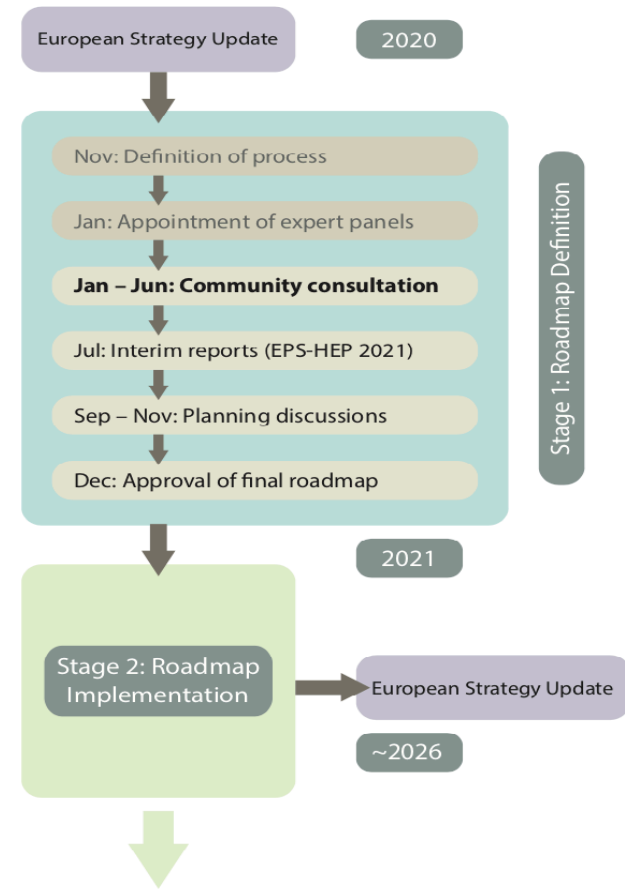 European Strategy Update
2020
Nov: Definition of process
Jan: Appointment of expert panels
Jan – Jun: Community consultation
Jul: Interim reports (EPS-HEP 2021)
Sep – Nov: Planning discussions
Dec: Approval of final roadmap
Stage 1: Roadmap Definition
2021
Stage 2: Roadmap
Implementation
European Strategy Update
~2026